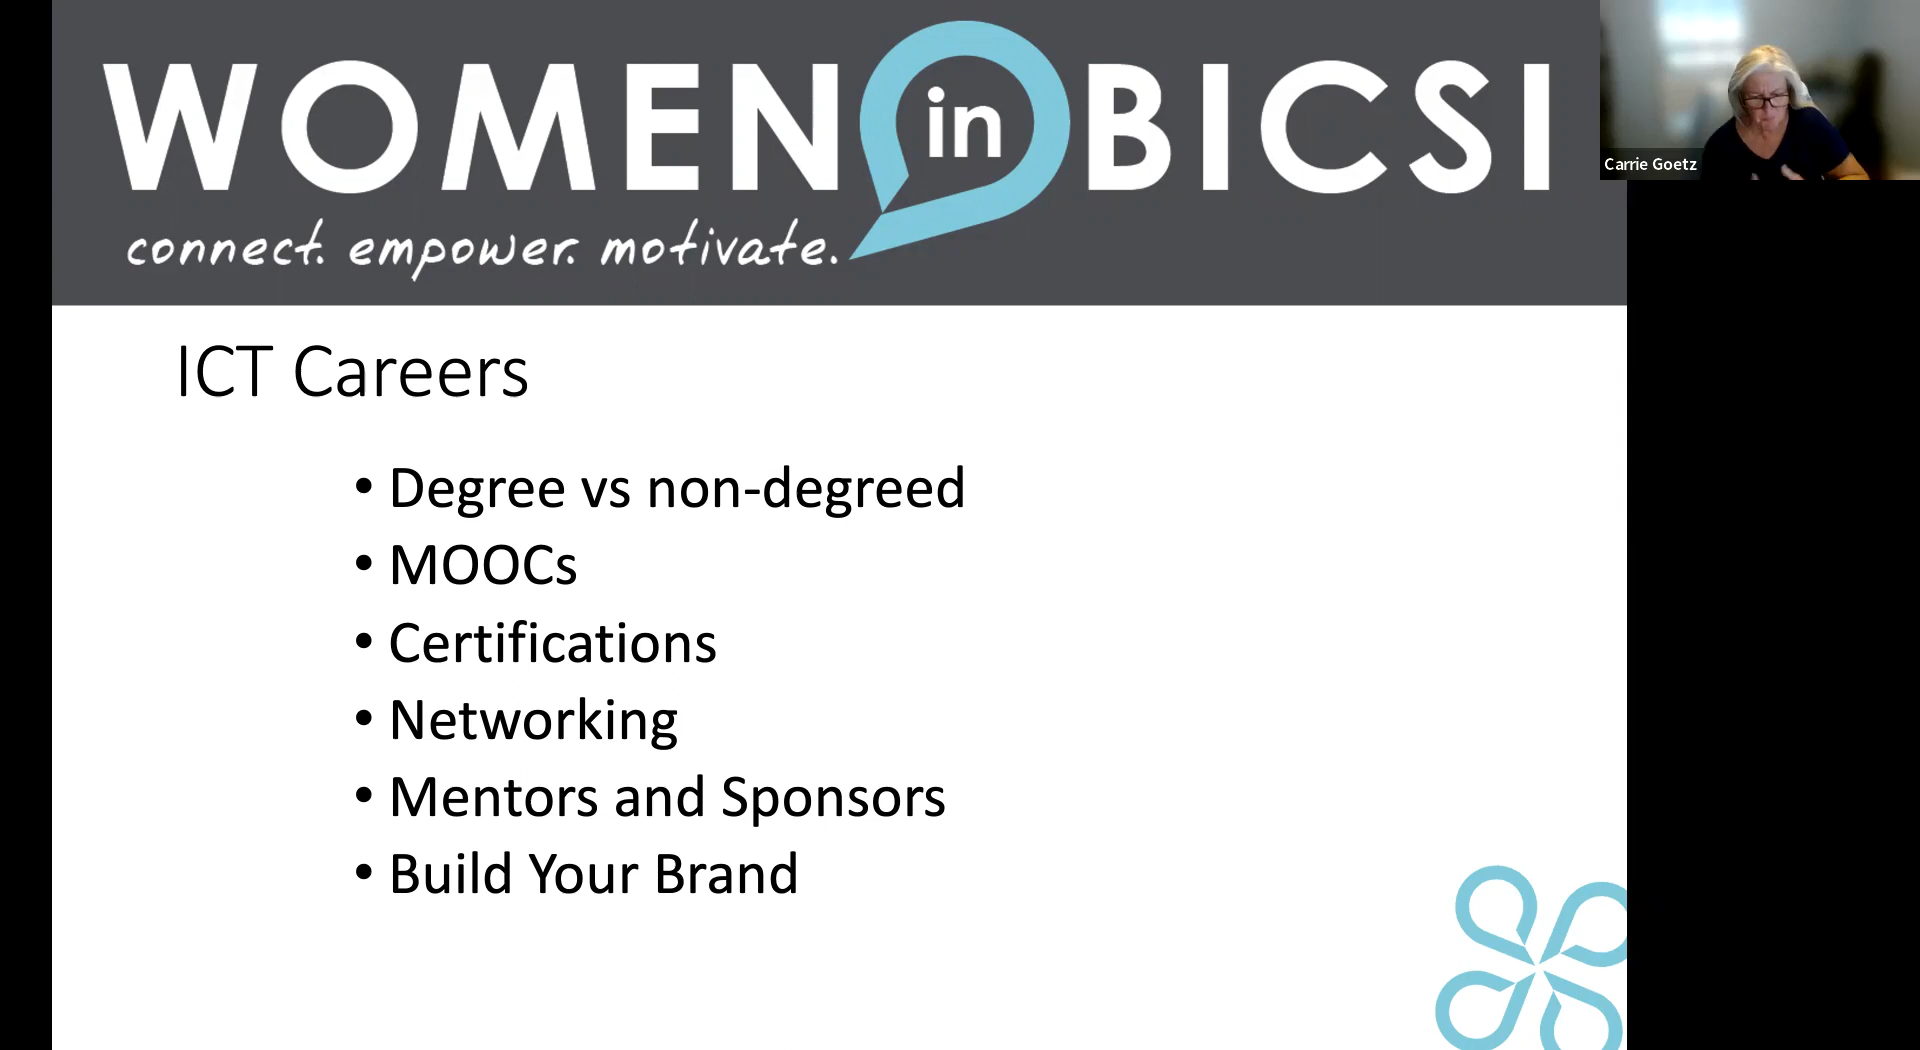 WOMEN in BICSI
connect. empower. motivate.
Carrie Goetz
ICT Careers
• Degree vs non-degreed
• MOOCs
• Certifications
• Networking
• Mentors and Sponsors
• Build Your Brand